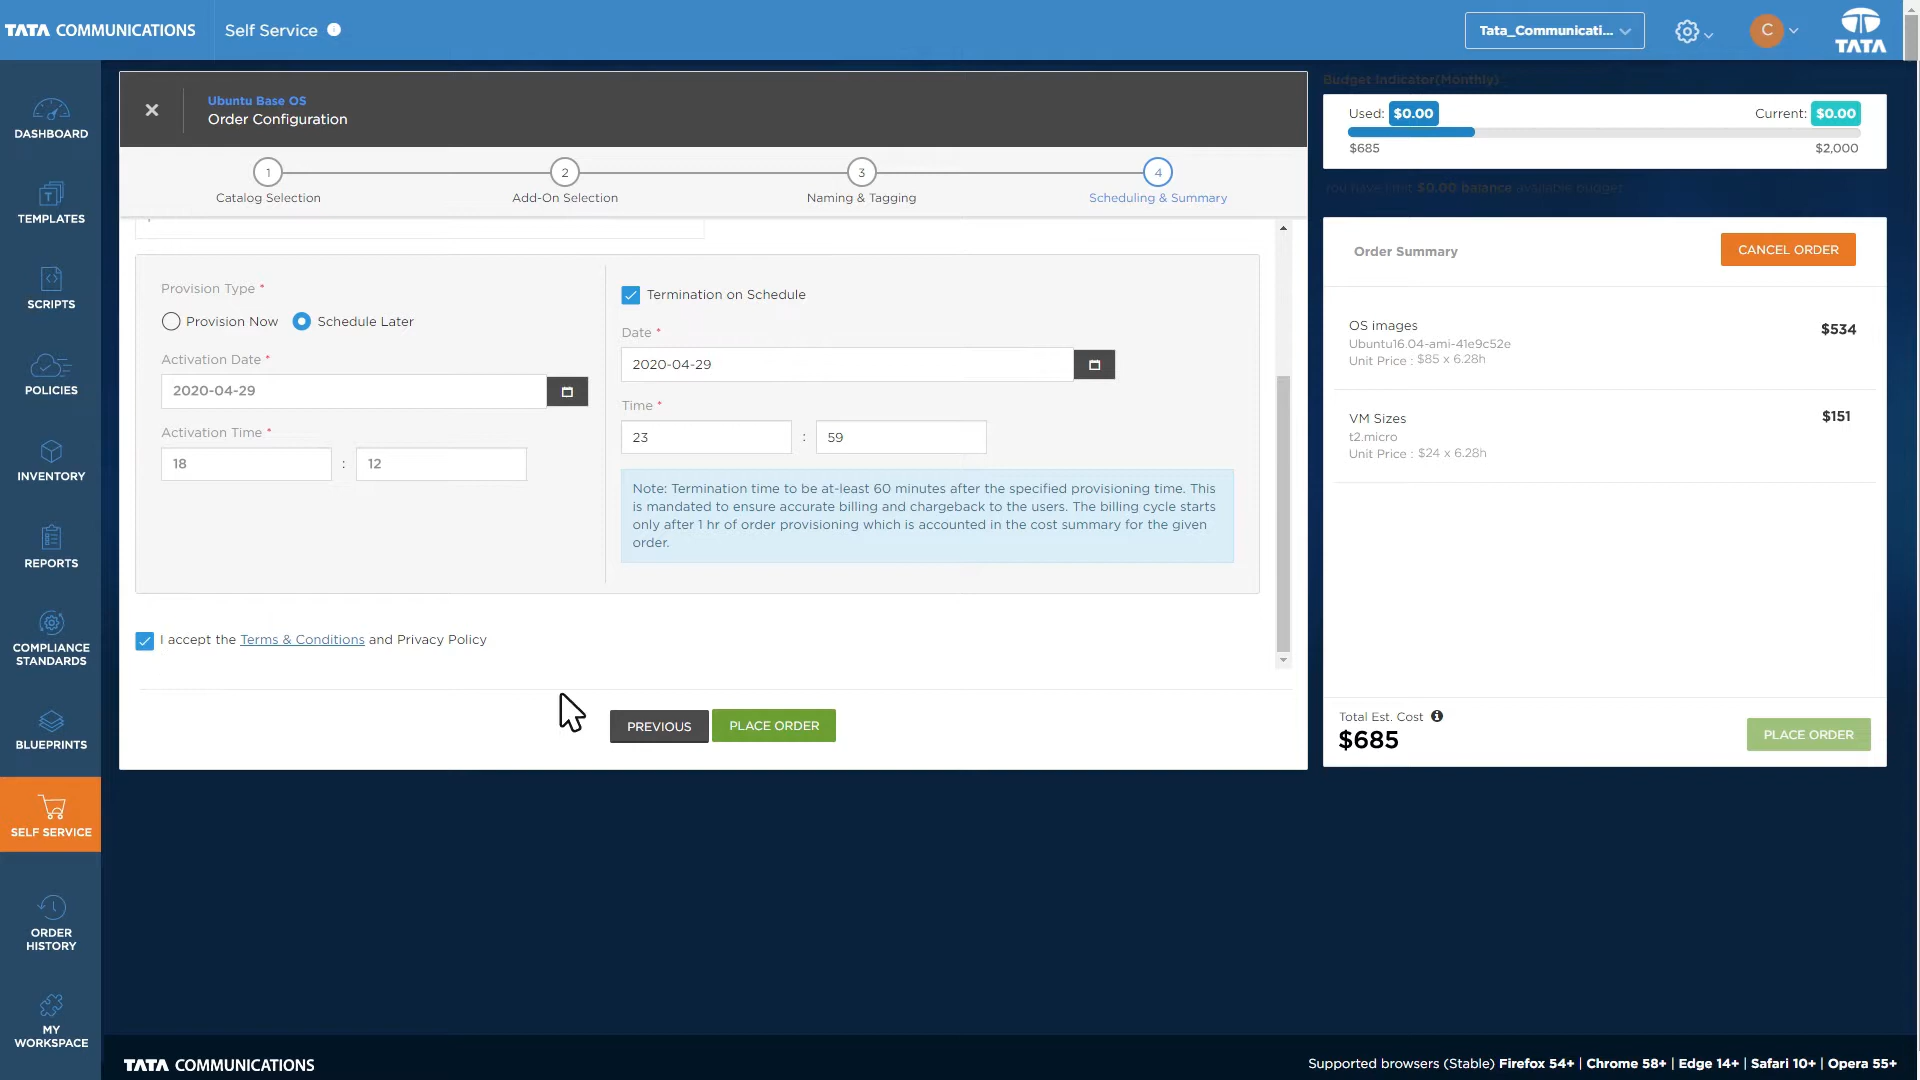 TATA COMMUNICATIONS
Self Service
Tata_Communicati...
C
TATA
DASHBOARD
TEMPLATES
SCRIPTS
POLICIES
INVENTORY
REPORTS
COMPLIANCE
STANDARDS
BLUEPRINTS
SELF SERVICE
ORDER
HISTORY
MY
WORKSPACE
Ubuntu Base OS
Order Configuration
1
2
3
4
Catalog Selection
Add-On Selection
Naming & Tagging
Scheduling & Summary
Provision Type *
Provision Now
Schedule Later
Activation Date *
2020-04-29
Activation Time *
18 : 12
Termination on Schedule
Date *
2020-04-29
Time *
23 : 59
Note: Termination time to be at-least 60 minutes after the specified provisioning time. This
is mandated to ensure accurate billing and chargeback to the users. The billing cycle starts
only after 1 hr of order provisioning which is accounted in the cost summary for the given
order.
I accept the Terms & Conditions and Privacy Policy
PREVIOUS
PLACE ORDER
Budget Indicator(Monthly)
Used: $0.00
Current: $0.00
$685
$2,000
You have limit $0.00 balance available budget
Order Summary
CANCEL ORDER
OS images
$534
Ubuntu16.04-ami-41e9c52e
Unit Price : $85 x 6.28h
VM Sizes
$151
t2.micro
Unit Price : $24 x 6.28h
Total Est. Cost
$685
PLACE ORDER
TATA COMMUNICATIONS
Supported browsers (Stable) Firefox 54+ | Chrome 58+ | Edge 14+ | Safari 10+ | Opera 55+